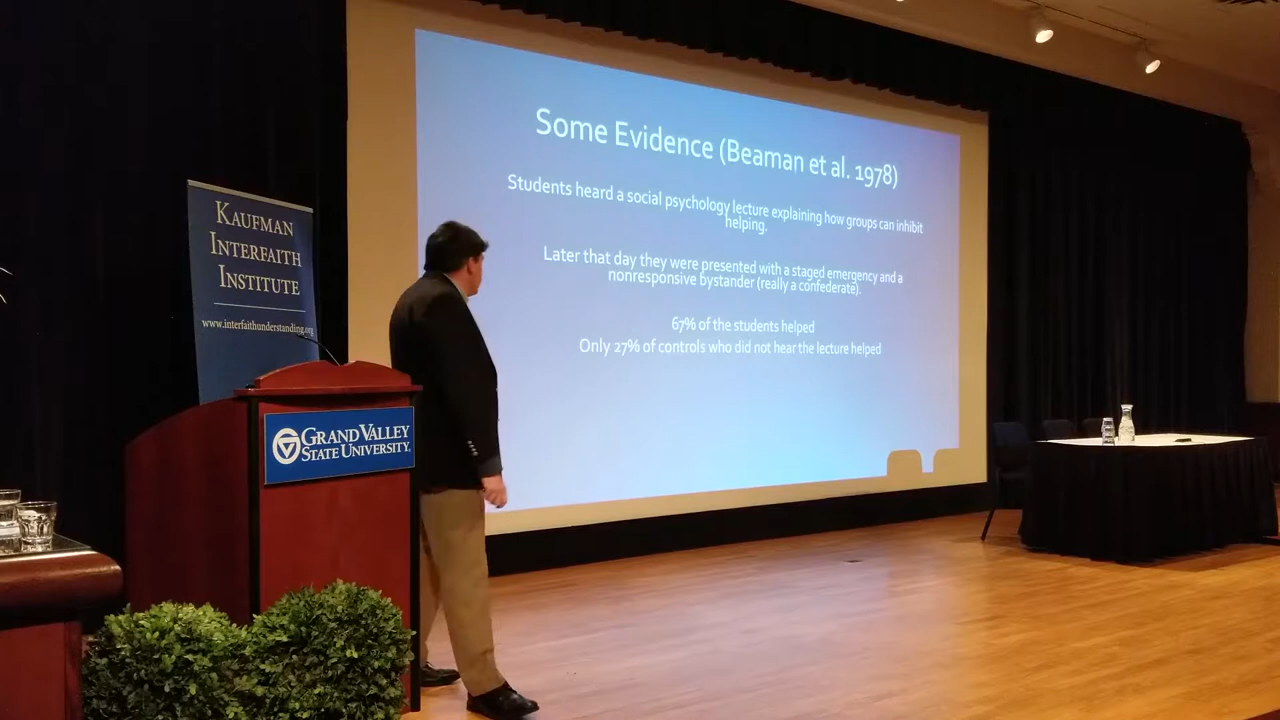 Some Evidence (Beaman et al. 1978)
Students heard a social psychology lecture explaining how groups can inhibit
helping.
Later that day they were presented with a staged emergency and a
nonresponsive bystander (really a confederate).
67% of the students helped
Only 27% of controls who did not hear the lecture helped
KAUFMAN
INTERFAITH
INSTITUTE
www.interfaithunderstanding.org
GRAND VALLEY
STATE UNIVERSITY.